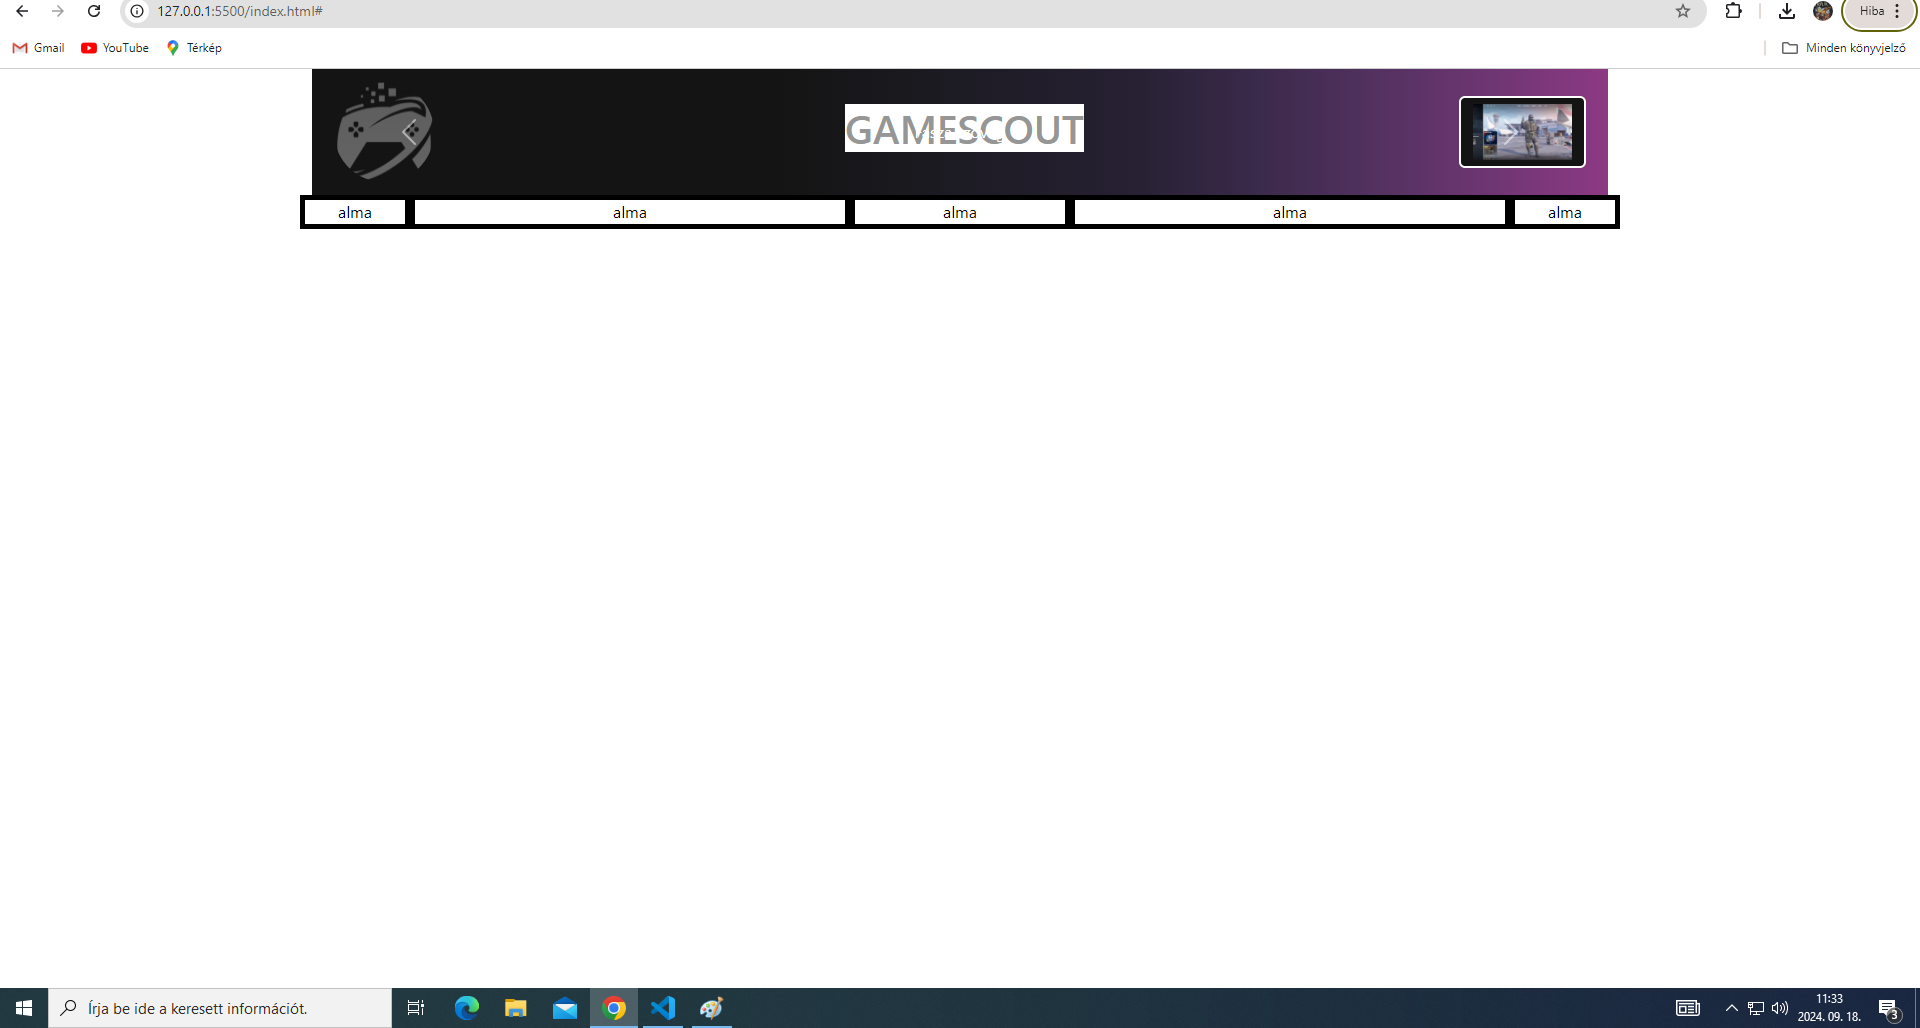 127.0.0.1:5500/index.html#
Hiba
Gmail YouTube Térkép Minden könyvjelző
GAMESCOUT
alma alma alma alma alma
Írja be ide a keresett információt.
11:33
2024. 09. 18.
3